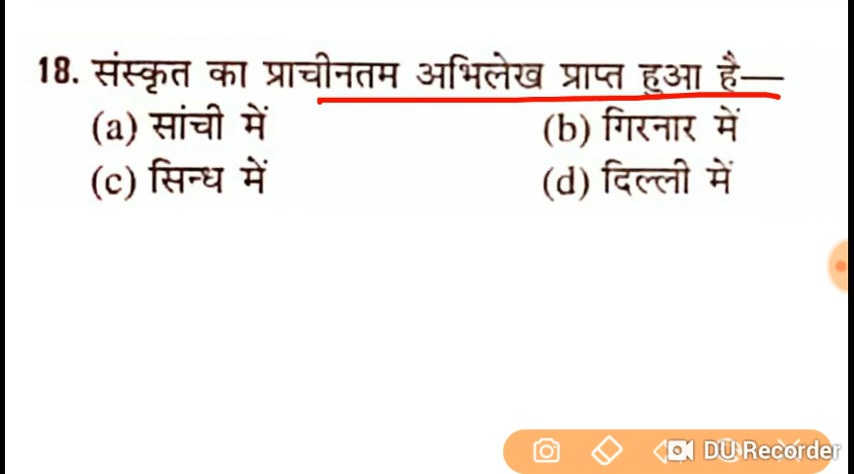 18. संस्कृत का प्राचीनतम अभिलेख प्राप्त हुआ है—
(a) सांची में (b) गिरनार में
(c) सिन्ध में (d) दिल्ली में
DU Recorder